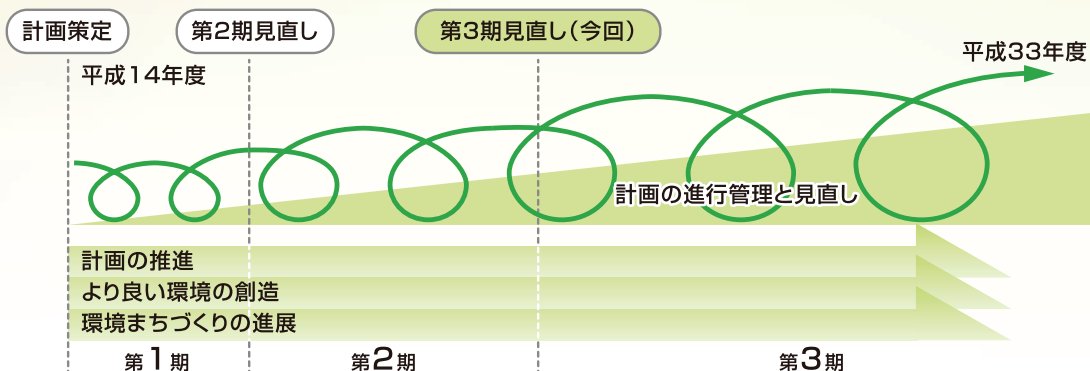 計画策定
第2期見直し
第3期見直し(今回)
平成14年度
平成33年度
計画の進行管理と見直し
計画の推進
より良い環境の創造
環境まちづくりの進展
第1期
第2期
第3期